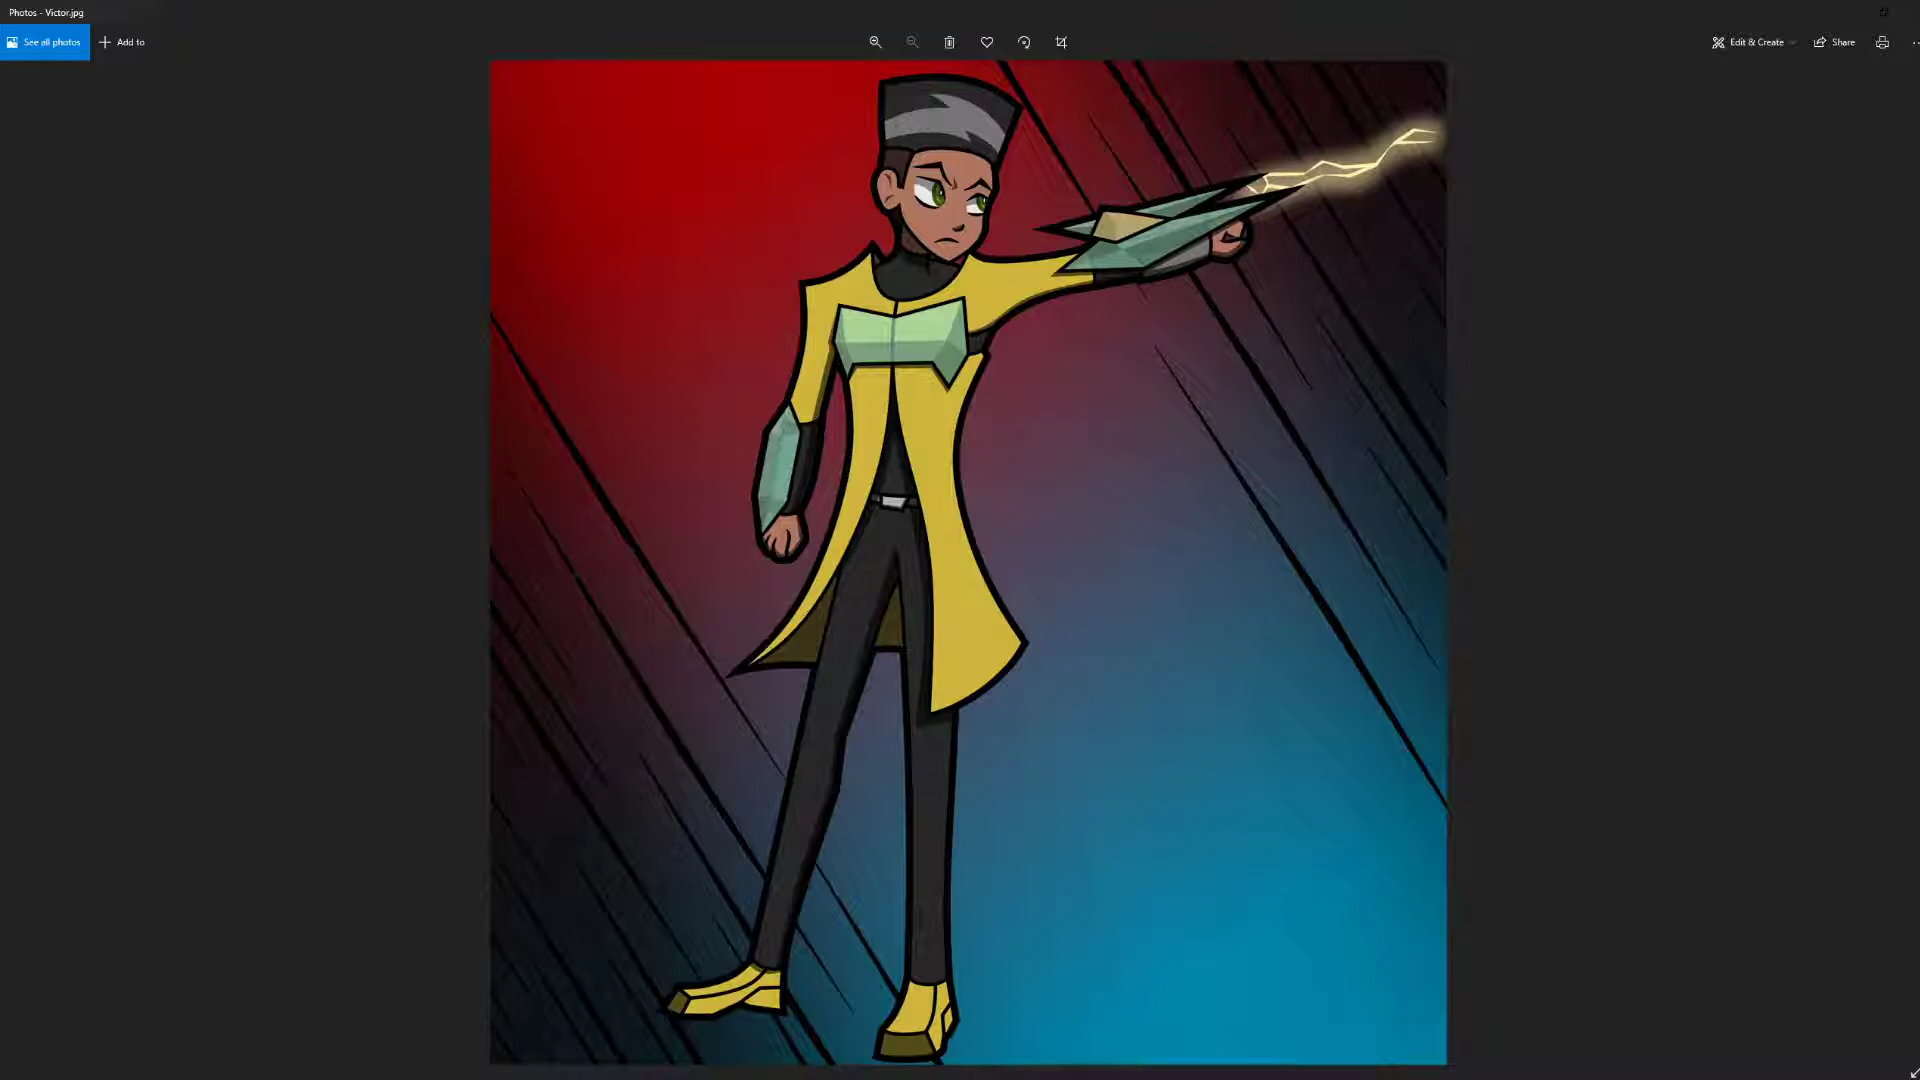 Photos - Victor.jpg
See all photos
Add to
Edit & Create
Share